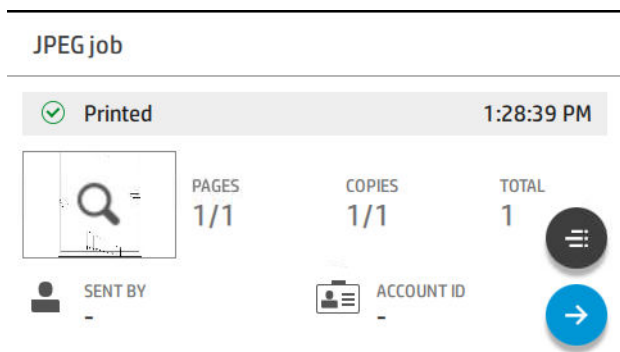 JPEG job
Printed 1:28:39 PM
PAGES COPIES TOTAL
1/1 1/1 1
SENT BY ACCOUNT ID
- -